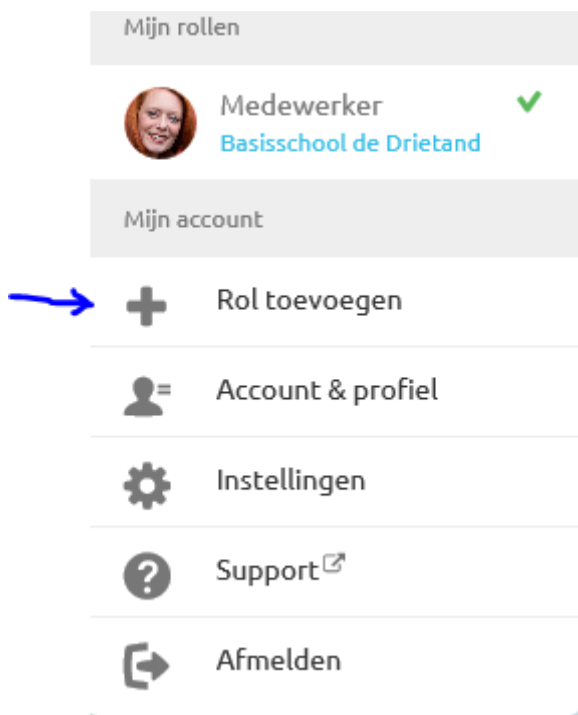 Mijn rollen
Medewerker
Basisschool de Drietand
Mijn account
Rol toevoegen
Account & profiel
Instellingen
Support
Afmelden